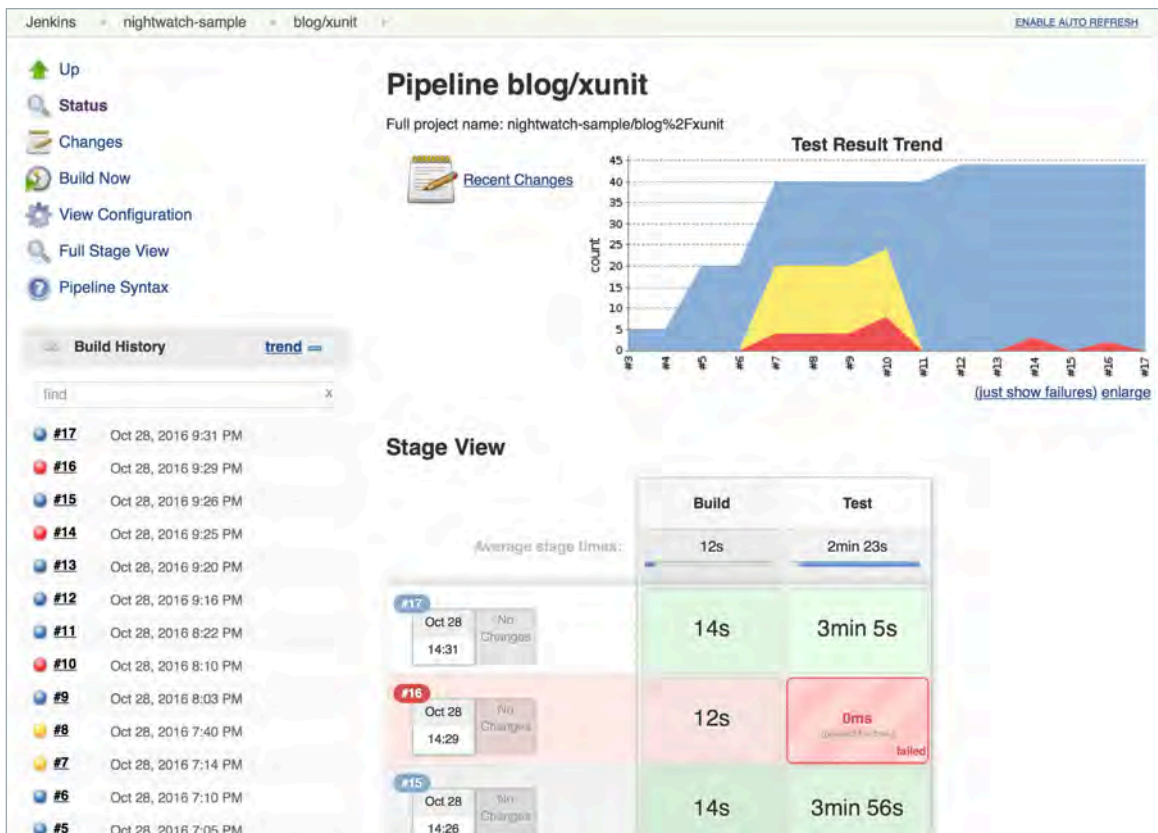 Jenkins nightwatch-sample blog/xunit
ENABLE AUTO REFRESH
Up
Status
Changes
Build Now
View Configuration
Full Stage View
Pipeline Syntax
Build History trend
find x
#17 Oct 28, 2016 9:31 PM
#16 Oct 28, 2016 9:29 PM
#15 Oct 28, 2016 9:26 PM
#14 Oct 28, 2016 9:25 PM
#13 Oct 28, 2016 9:20 PM
#12 Oct 28, 2016 9:16 PM
#11 Oct 28, 2016 8:22 PM
#10 Oct 28, 2016 8:10 PM
#9 Oct 28, 2016 8:03 PM
#8 Oct 28, 2016 7:40 PM
#7 Oct 28, 2016 7:14 PM
#6 Oct 28, 2016 7:10 PM
#5 Oct 28, 2016 7:05 PM
Pipeline blog/xunit
Full project name: nightwatch-sample/blog%2Fxunit
Recent Changes
Test Result Trend
count
45
40
35
30
25
20
15
10
5
0
#3 #4 #5 #6 #7 #8 #9 #10 #11 #12 #13 #14 #15 #16 #17
(just show failures) enlarge
Stage View
Build Test
Average stage times: 12s 2min 23s
#17
Oct 28 No
14:31 Changes
14s 3min 5s
#16
Oct 28 No
14:29 Changes
12s 0ms
failed
#15
Oct 28 No
14:26 Changes
14s 3min 56s